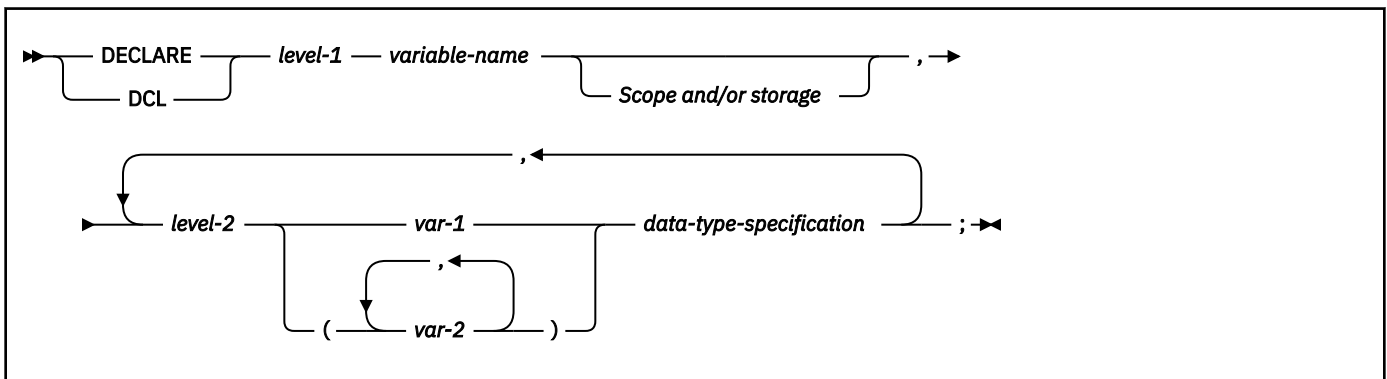 DECLARE level-1 variable-name ,
DCL Scope and/or storage
,
level-2 var-1 data-type-specification ;
,
( var-2 )